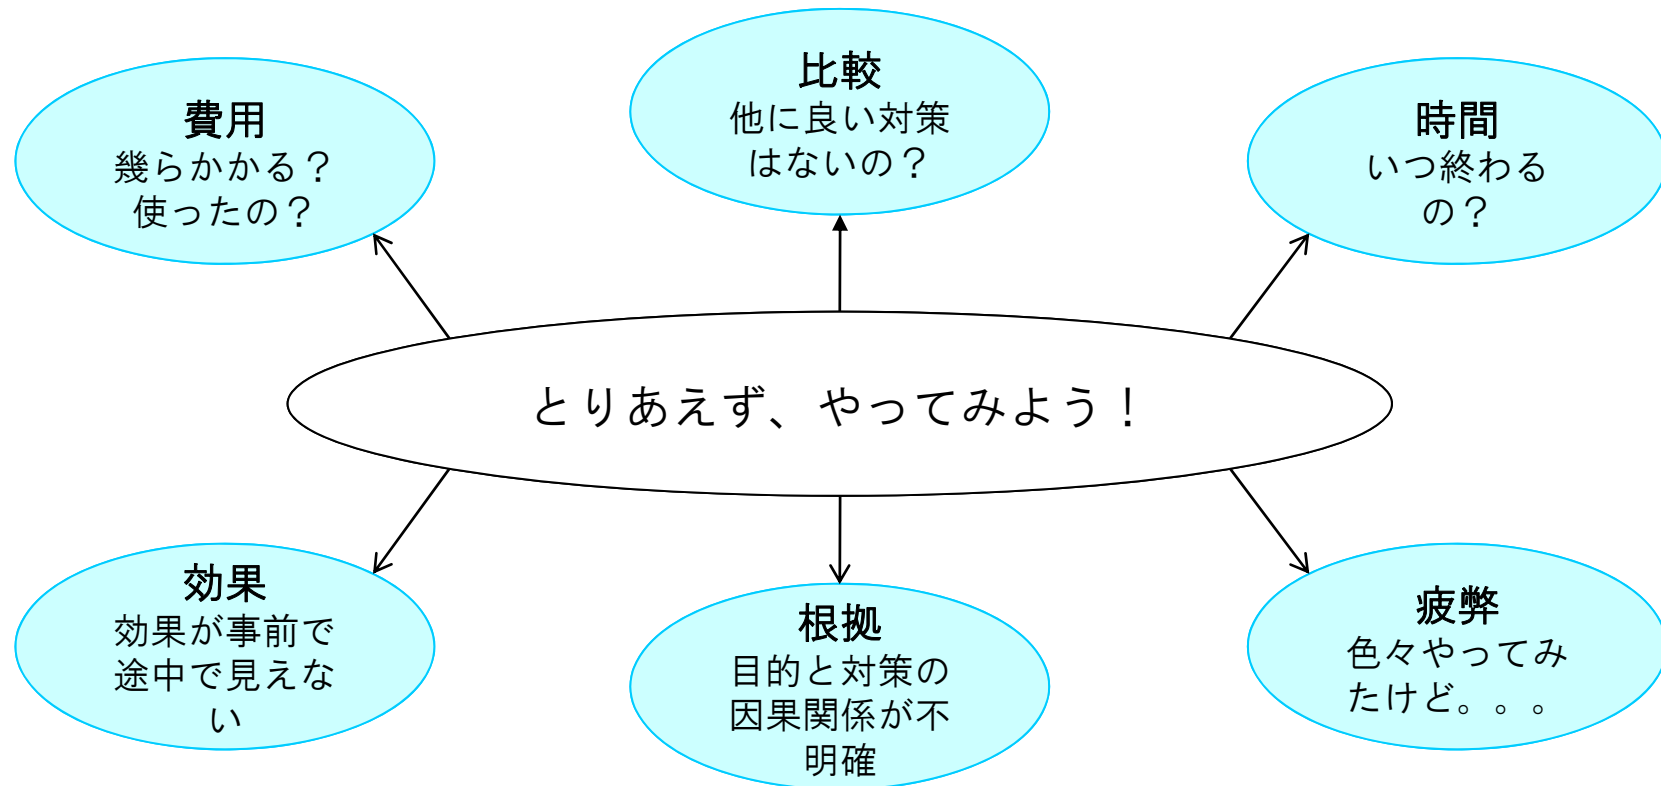 費用
幾らかかる？
使ったの？
比較
他に良い対策
はないの？
時間
いつ終わる
の？
とりあえず、やってみよう！
効果
効果が事前で
途中で見えな
い
根拠
目的と対策の
因果関係が不
明確
疲弊
色々やってみ
たけど。。。